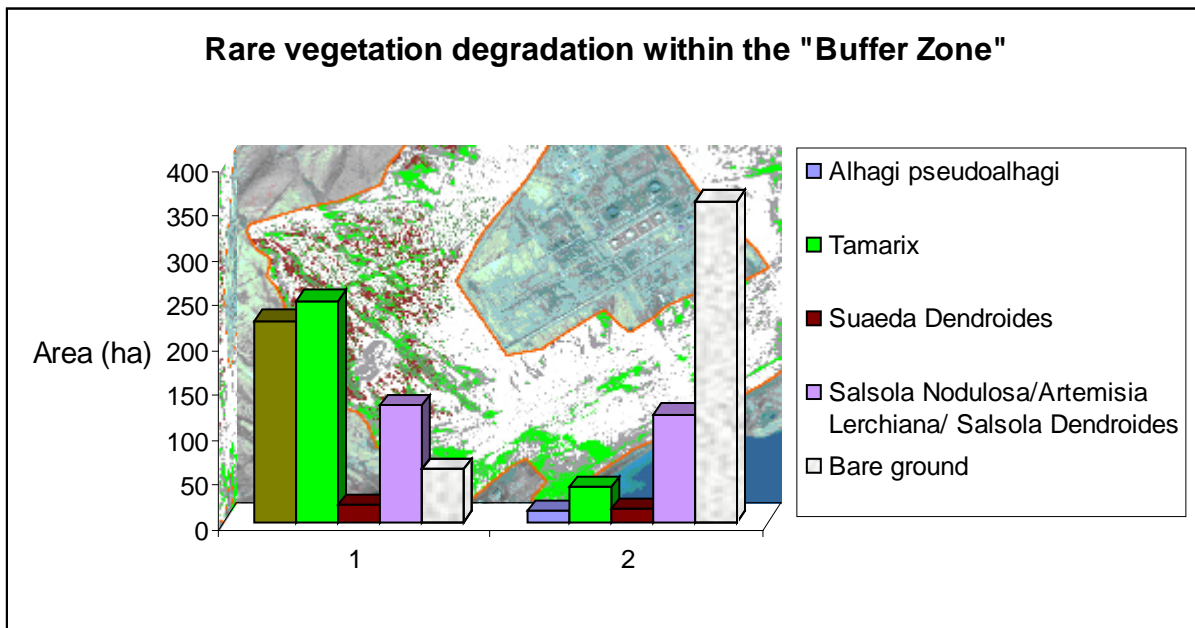 Rare vegetation degradation within the "Buffer Zone"
Area (ha)
400
350
300
250
200
150
100
50
0
1
2
Alhagi pseudoalhagi
Tamarix
Suaeda Dendroides
Salsola Nodulosa/Artemisia
Lerchiana/ Salsola Dendroides
Bare ground